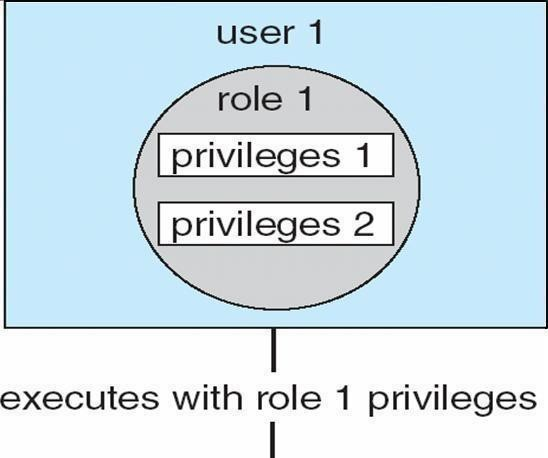 user 1
role 1
privileges 1
privileges 2
executes with role 1 privileges